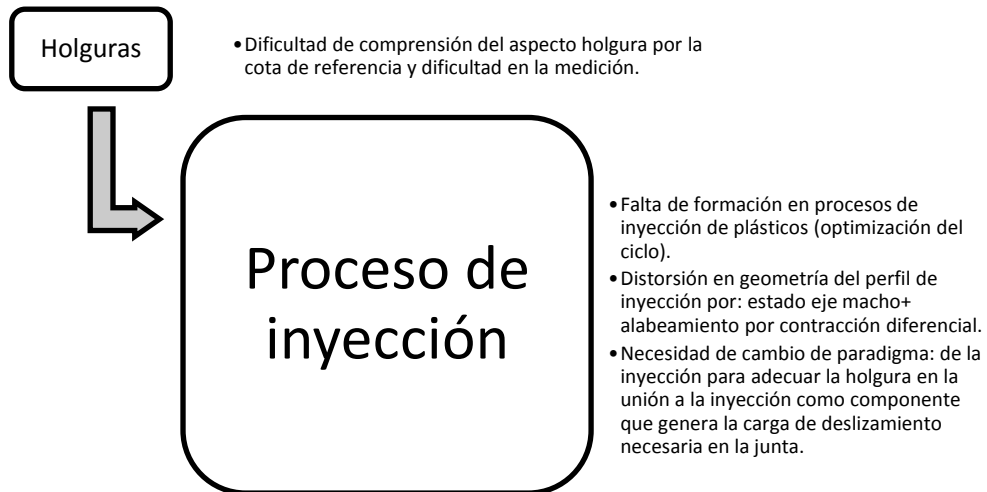 Holguras
•Dificultad de comprensión del aspecto holgura por la
cota de referencia y dificultad en la medición.
Proceso de
inyección
•Falta de formación en procesos de
inyección de plásticos (optimización del
ciclo).
•Distorsión en geometría del perfil de
inyección por: estado eje macho+
alabeamiento por contracción diferencial.
•Necesidad de cambio de paradigma: de la
inyección para adecuar la holgura en la
unión a la inyección como componente
que genera la carga de deslizamiento
necesaria en la junta.